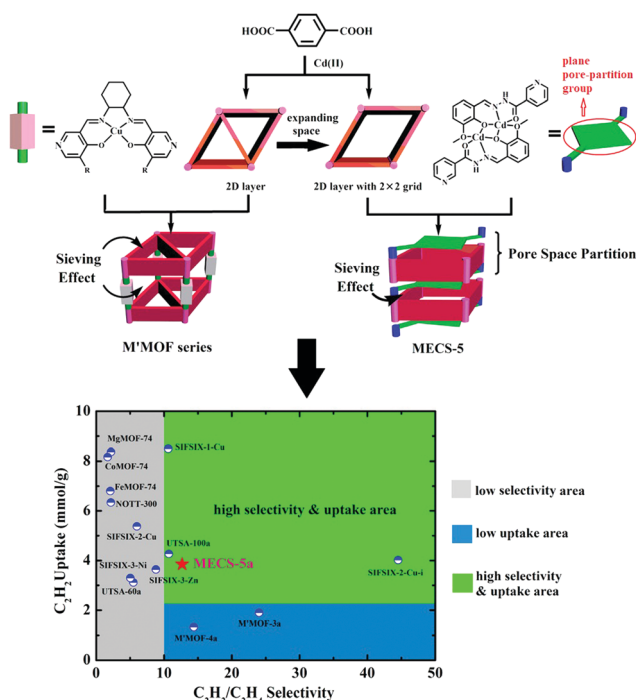 HOOC
COOH
Cd(II)
N
N
Cu
N
O
O
N
R
R
2D layer
expanding
space
2D layer with 2×2 grid
plane
pore-partition
group
Sieving
Effect
M'MOF series
Sieving
Effect
Pore Space Partition
MECS-5
C2H2Uptake (mmol/g)
10
8
6
4
2
0
MgMOF-74
CoMOF-74
FeMOF-74
NOTT-300
SIFSIX-2-Cu
SIFSIX-3-Ni
UTSA-60a
SIFSIX-3-Zn
SIFSIX-1-Cu
high selectivity & uptake area
UTSA-100a
MECS-5a
SIFSIX-2-Cu-i
M'MOF-4a
M'MOF-3a
0
10
20
30
40
50
C2H2/C2H4 Selectivity
low selectivity area
low uptake area
high selectivity
& uptake area